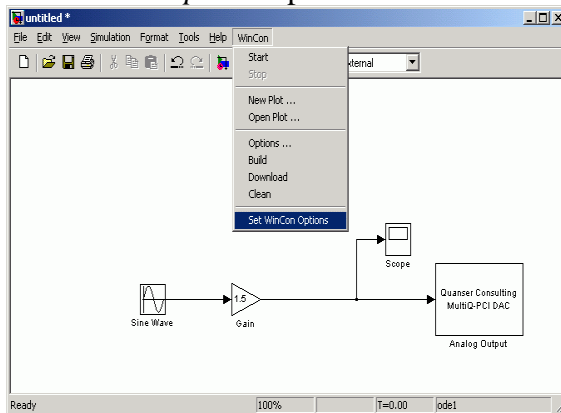 untitled *
File Edit View Simulation Format Tools Help WinCon
Start
Stop
New Plot ...
Open Plot ...
Options ...
Build
Download
Clean
Set WinCon Options
Scope
1.5
Sine Wave
Gain
Quanser Consulting
MultiQ-PCI DAC
Analog Output
Ready 100% T=0.00 ode1